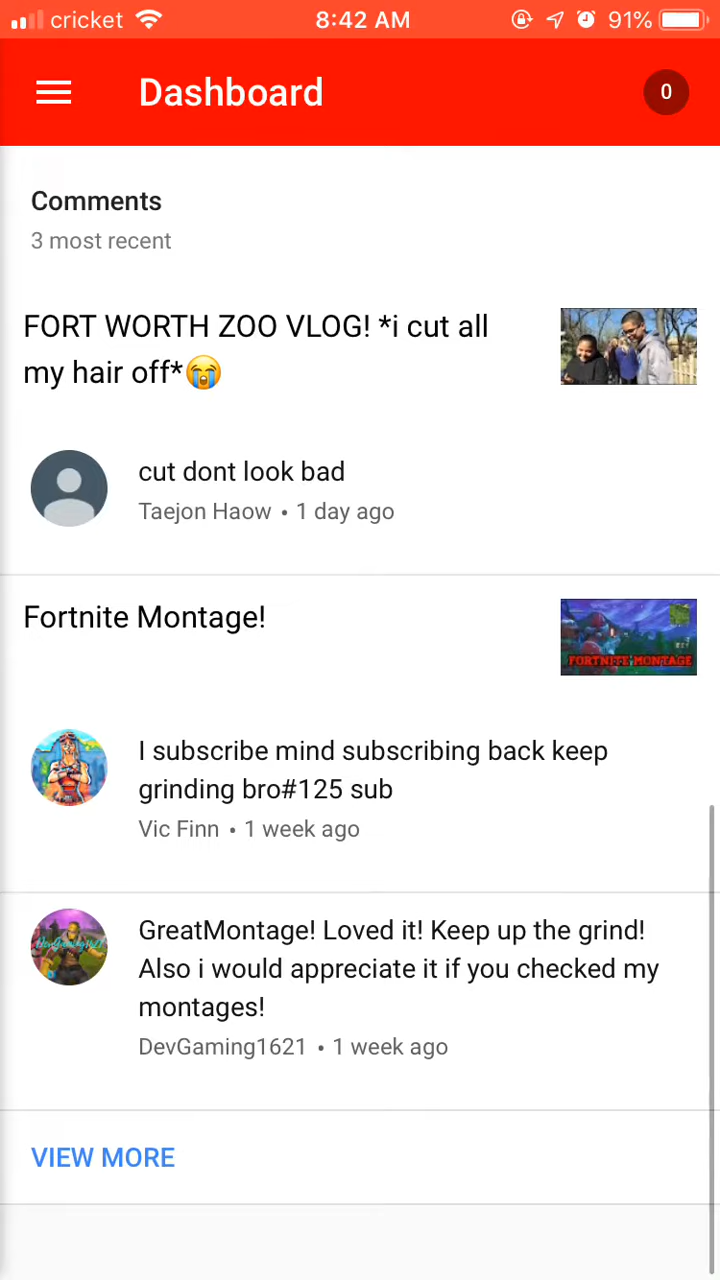 cricket 8:42 AM 91%
Dashboard 0
Comments
3 most recent
FORT WORTH ZOO VLOG! *i cut all
my hair off*😭
cut dont look bad
Taejon Haow • 1 day ago
Fortnite Montage!
FORTNITE MONTAGE
I subscribe mind subscribing back keep
grinding bro#125 sub
Vic Finn • 1 week ago
DevGaming1621
GreatMontage! Loved it! Keep up the grind!
Also i would appreciate it if you checked my
montages!
DevGaming1621 • 1 week ago
VIEW MORE